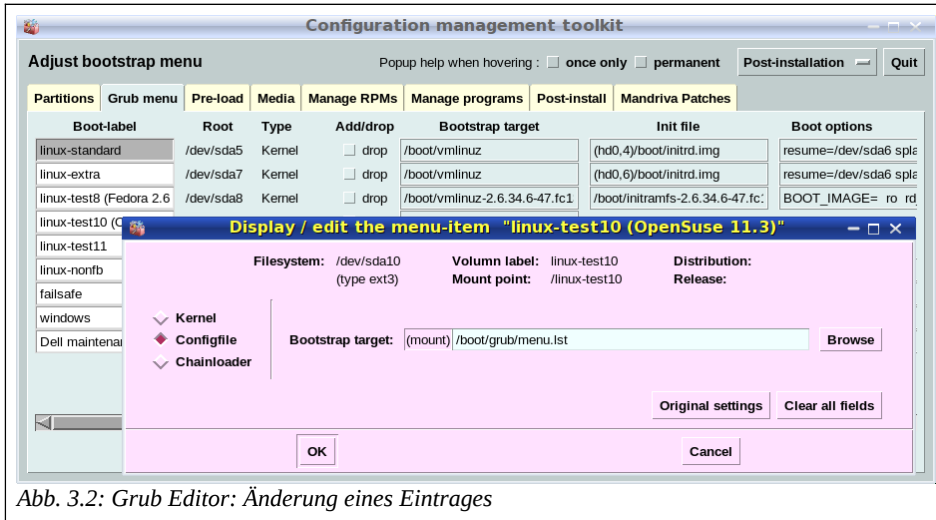 Configuration management toolkit
Adjust bootstrap menu Popup help when hovering : once only permanent Post-installation Quit
Partitions Grub menu Pre-load Media Manage RPMs Manage programs Post-install Mandriva Patches
Boot-label Root Type Add/drop Bootstrap target Init file Boot options
linux-standard /dev/sda5 Kernel drop /boot/vmlinuz (hd0,4)/boot/initrd.img resume=/dev/sda6 spla
linux-extra /dev/sda7 Kernel drop /boot/vmlinuz (hd0,6)/boot/initrd.img resume=/dev/sda6 spla
linux-test8 (Fedora 2.6 /dev/sda8 Kernel drop /boot/vmlinuz-2.6.34.6-47.fc1 /boot/initramfs-2.6.34.6-47.fc: BOOT_IMAGE= ro rd_
linux-test10 (O
linux-test11
linux-nonfb
failsafe
windows
Dell maintenan
Display / edit the menu-item "linux-test10 (OpenSuse 11.3)"
Filesystem: /dev/sda10 Volumn label: linux-test10 Distribution:
(type ext3) Mount point: /linux-test10 Release:
Kernel
Configfile Bootstrap target: (mount) /boot/grub/menu.lst Browse
Chainloader
Original settings Clear all fields
OK Cancel
Abb. 3.2: Grub Editor: Änderung eines Eintrages